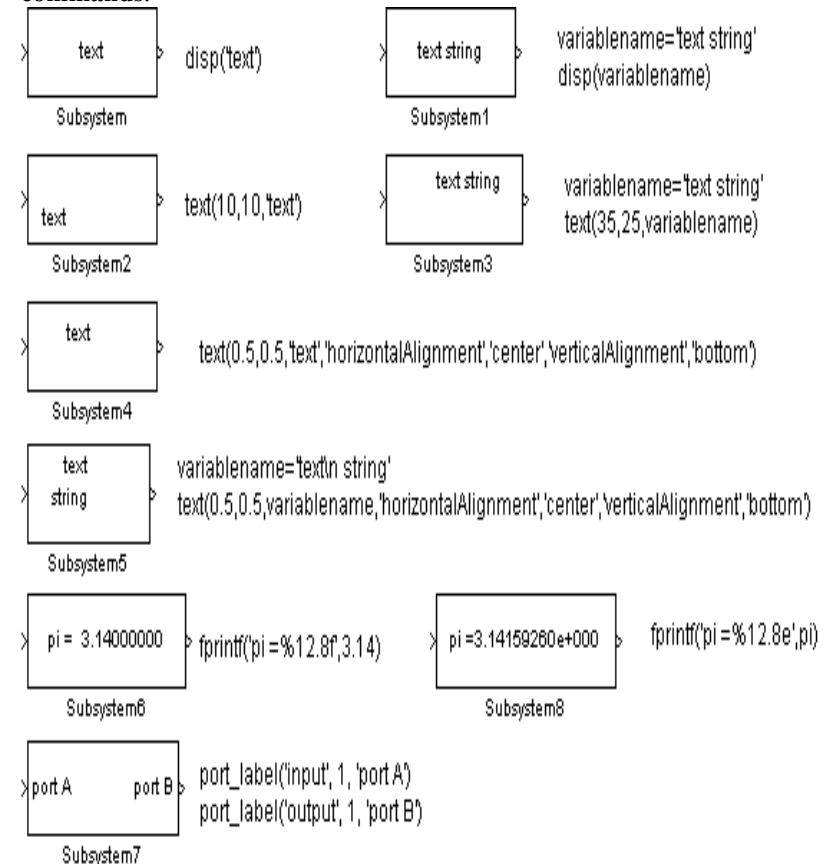 commands.
text
disp('text')
Subsystem
text string
variablename='text string'
disp(variablename)
Subsystem1
text
text(10,10,'text')
Subsystem2
text string
variablename='text string'
text(35,25,variablename)
Subsystem3
text
text(0.5,0.5,'text','horizontalAlignment','center','verticalAlignment','bottom')
Subsystem4
text
string
variablename='text\n string'
text(0.5,0.5,variablename,'horizontalAlignment','center','verticalAlignment','bottom')
Subsystem5
pi = 3.14000000
fprintf('pi =%12.8f',3.14)
Subsystem6
pi =3.14159260e+000
fprintf('pi =%12.8e',pi)
Subsystem8
port A
port B
port_label('input', 1, 'port A')
port_label('output', 1, 'port B')
Subsystem7